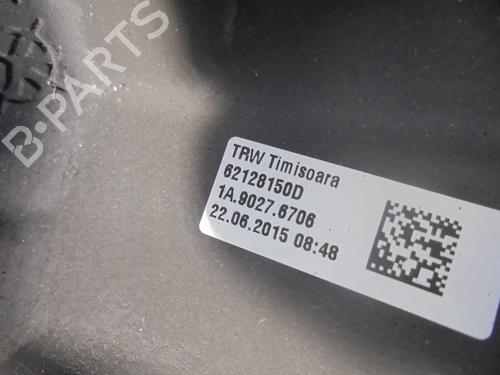 B-PARTS
TRW Timisoara
62128150D
1A.9027.6706
22.06.2015 08:48